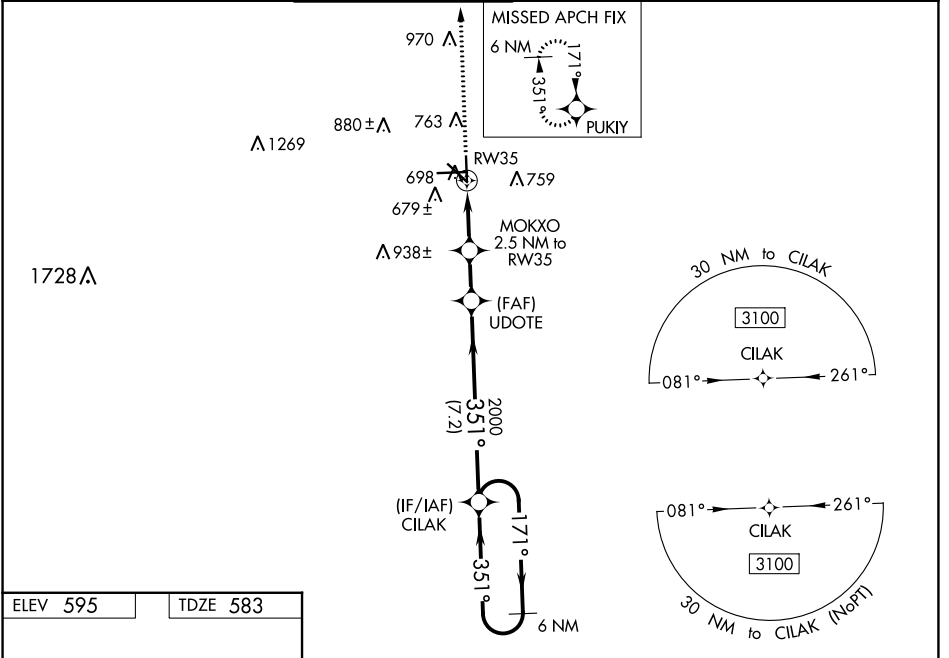 MISSED APCH FIX
6 NM
171°
351°
PUKIY
970
880±
763
1269
RW35
698
759
679±
MOKXO
2.5 NM to
RW35
938±
1728
(FAF)
UDOTE
30 NM to CILAK
3100
CILAK
081°
261°
2000
351°
(7.2)
(IF/IAF)
CILAK
171°
351°
6 NM
081°
261°
CILAK
3100
30 NM to CILAK (NoPT)
ELEV 595
TDZE 583